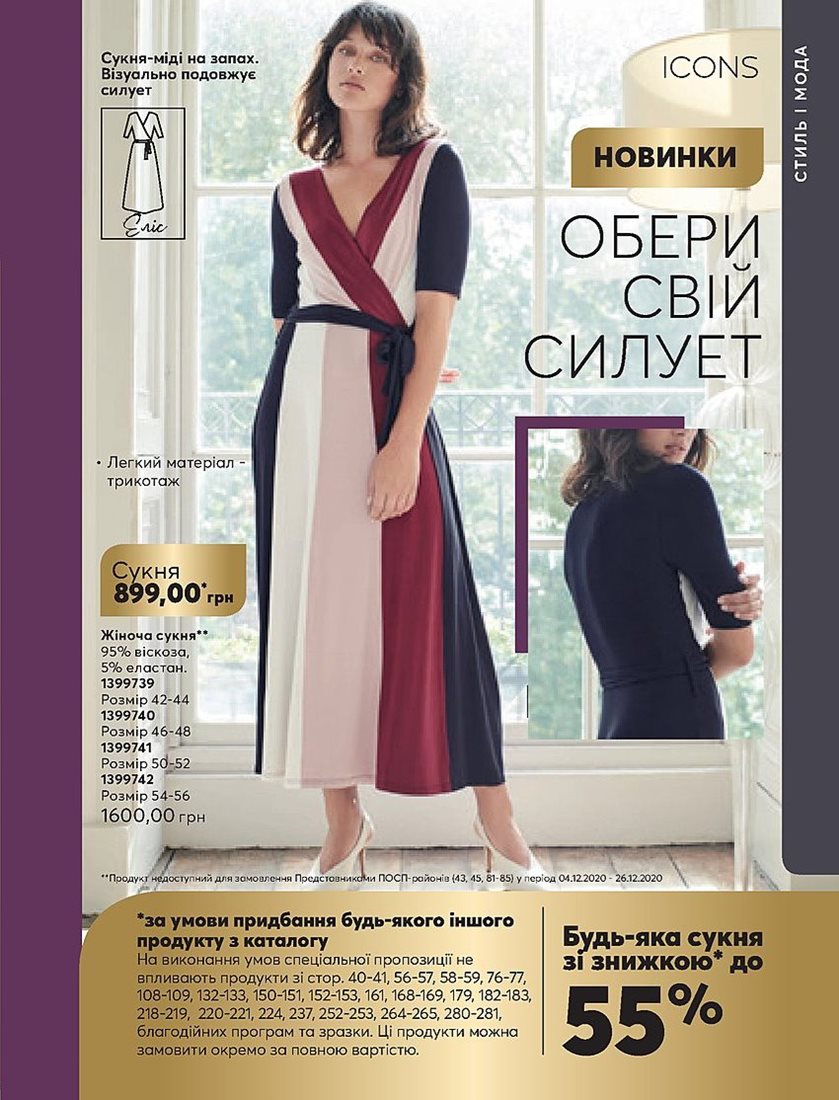 Сукня-міді на запах.
Візуально подовжує
силует
Еліс
ICONS
СТИЛЬ І МОДА
НОВИНКИ
ОБЕРИ
СВІЙ
СИЛУЕТ
• Легкий матеріал -
трикотаж
Сукня
899,00*грн
Жіноча сукня**
95% віскоза,
5% еластан.
1399739
Розмір 42-44
1399740
Розмір 46-48
1399741
Розмір 50-52
1399742
Розмір 54-56
1600,00 грн
**Продукт недоступний для замовлення Представниками ПОСП-районів (43, 45, 81-85) у період 04.12.2020 - 26.12.2020
*за умови придбання будь-якого іншого
продукту з каталогу
На виконання умов спеціальної пропозиції не
впливають продукти зі стор. 40-41, 56-57, 58-59, 76-77,
108-109, 132-133, 150-151, 152-153, 161, 168-169, 179, 182-183,
218-219, 220-221, 224, 237, 252-253, 264-265, 280-281,
благодійних програм та зразки. Ці продукти можна
замовити окремо за повною вартістю.
Будь-яка сукня
зі знижкою* до
55%